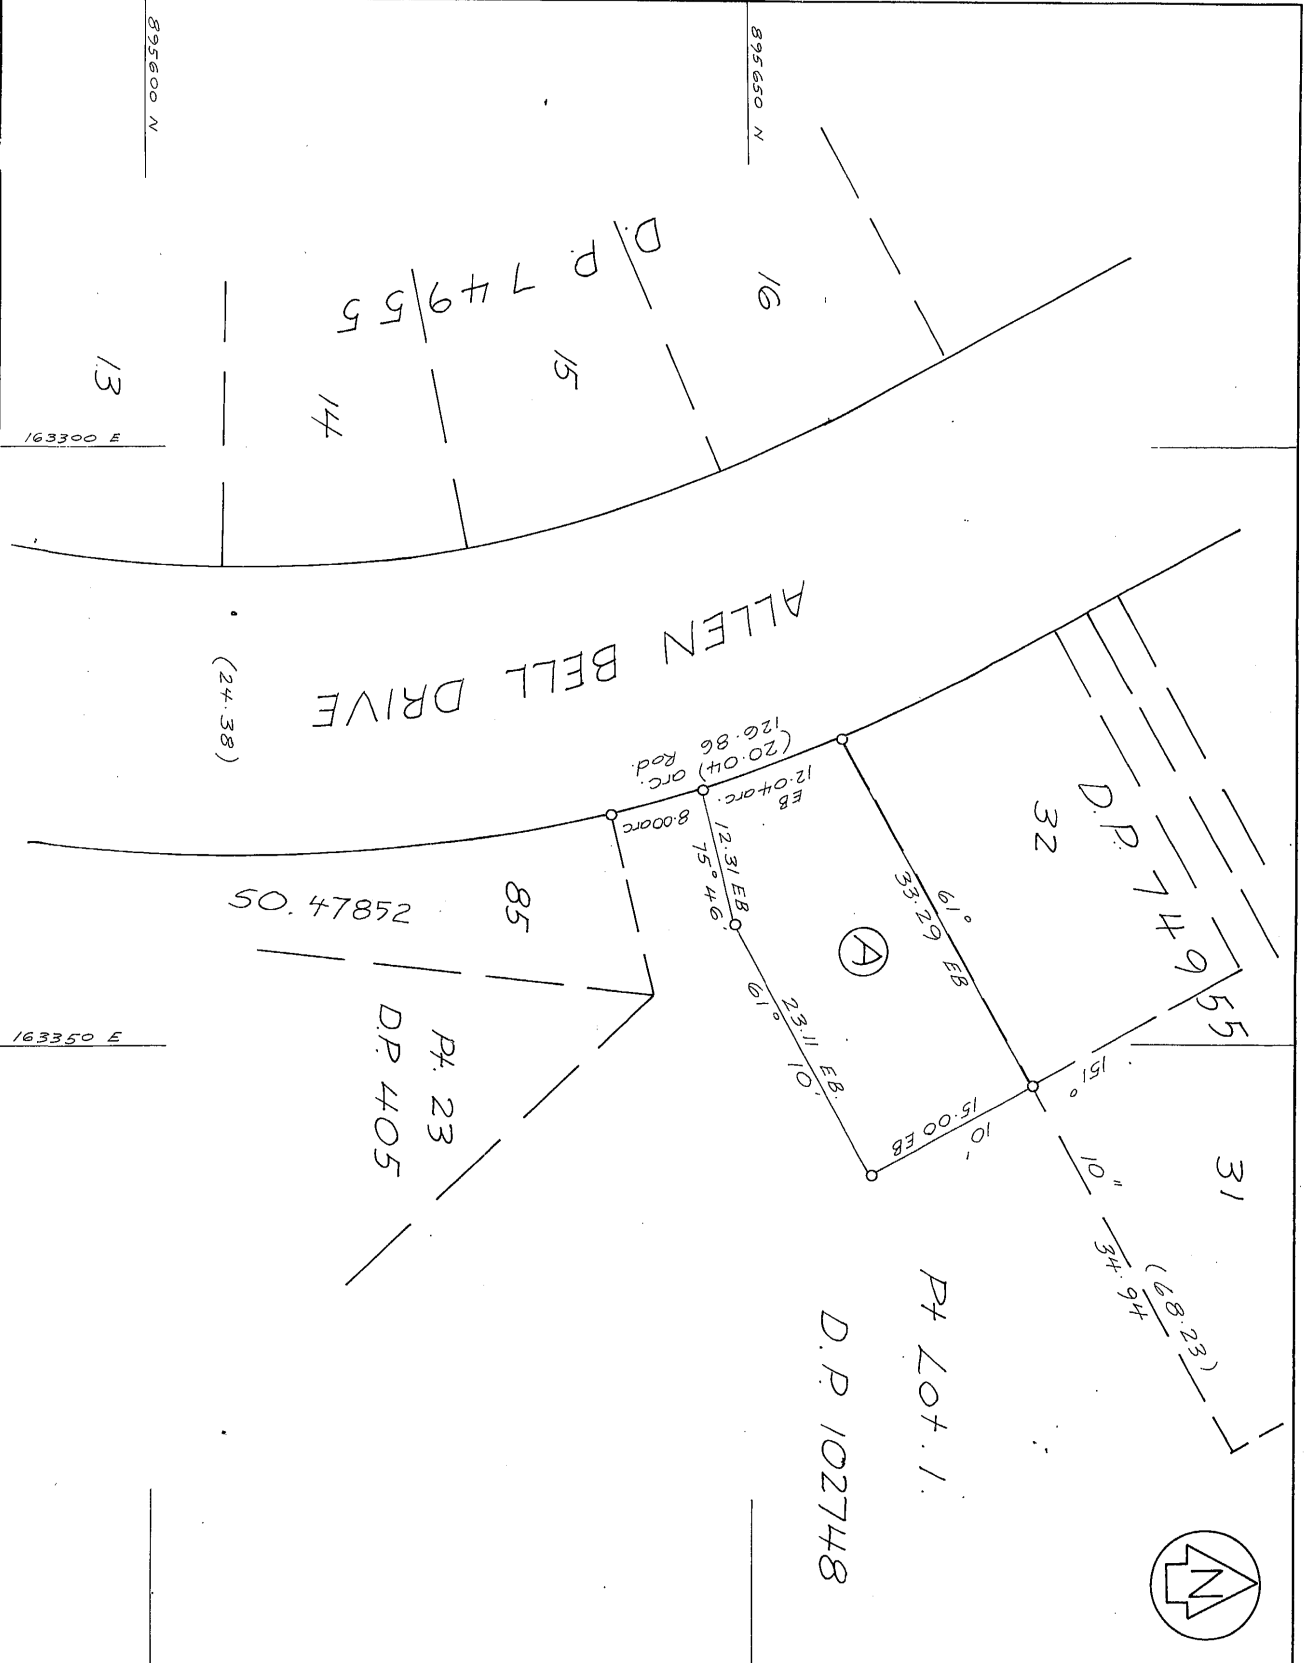 895600 N
895650 N
163300 E
163350 E
D.P. 74955
13
14
15
16
ALLEN BELL DRIVE
(24.38)
(20.04) arc.
126.86 Rad.
12.04 arc.
EB
8.00 arc
12.31 EB
75° 46'
23.11 EB.
61° 10'
61° 10"
33.29 EB
34.94
(68.23)
151° 10'
15.00 EB
A
32
D.P. 74955
31
85
SO. 47852
Pt. 23
D.P. 405
Pt Lot. 1.
D.P. 102748
N